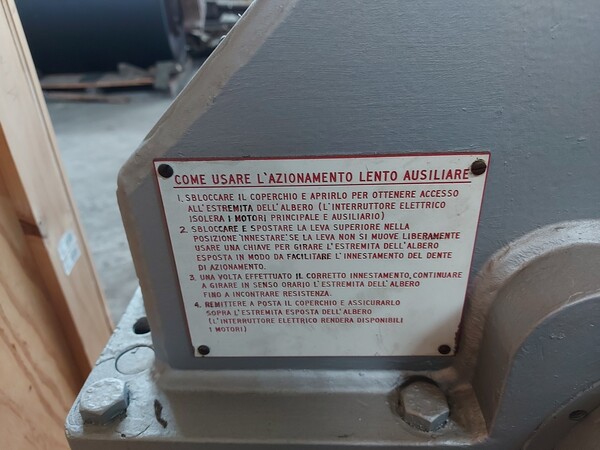 COME USARE L'AZIONAMENTO LENTO AUSILIARE
1. SBLOCCARE IL COPERCHIO E APRIRLO PER OTTENERE ACCESSO
ALL'ESTREMITA DELL'ALBERO (L'INTERRUTTORE ELETTRICO
ISOLERA I MOTORI PRINCIPALE E AUSILIARIO)
2. SBLOCCARE E SPOSTARE LA LEVA SUPERIORE NELLA
POSIZIONE 'INNESTARE' SE LA LEVA NON SI MUOVE LIBERAMENTE
USARE UNA CHIAVE PER GIRARE L'ESTREMITA DELL'ALBERO
ESPOSTA IN MODO DA FACILITARE L'INNESTAMENTO DEL DENTE
DI AZIONAMENTO.
3. UNA VOLTA EFFETTUATO IL CORRETTO INNESTAMENTO, CONTINUARE
A GIRARE IN SENSO ORARIO L'ESTREMITA DELL'ALBERO
FINO A INCONTRARE RESISTENZA.
4. REMITTERE A POSTA IL COPERCHIO E ASSICURARLO
SOPRA L'ESTREMITA ESPOSTA DELL'ALBERO
(L'INTERRUTTORE ELETTRICO RENDERA DISPONIBILI
I MOTORI)